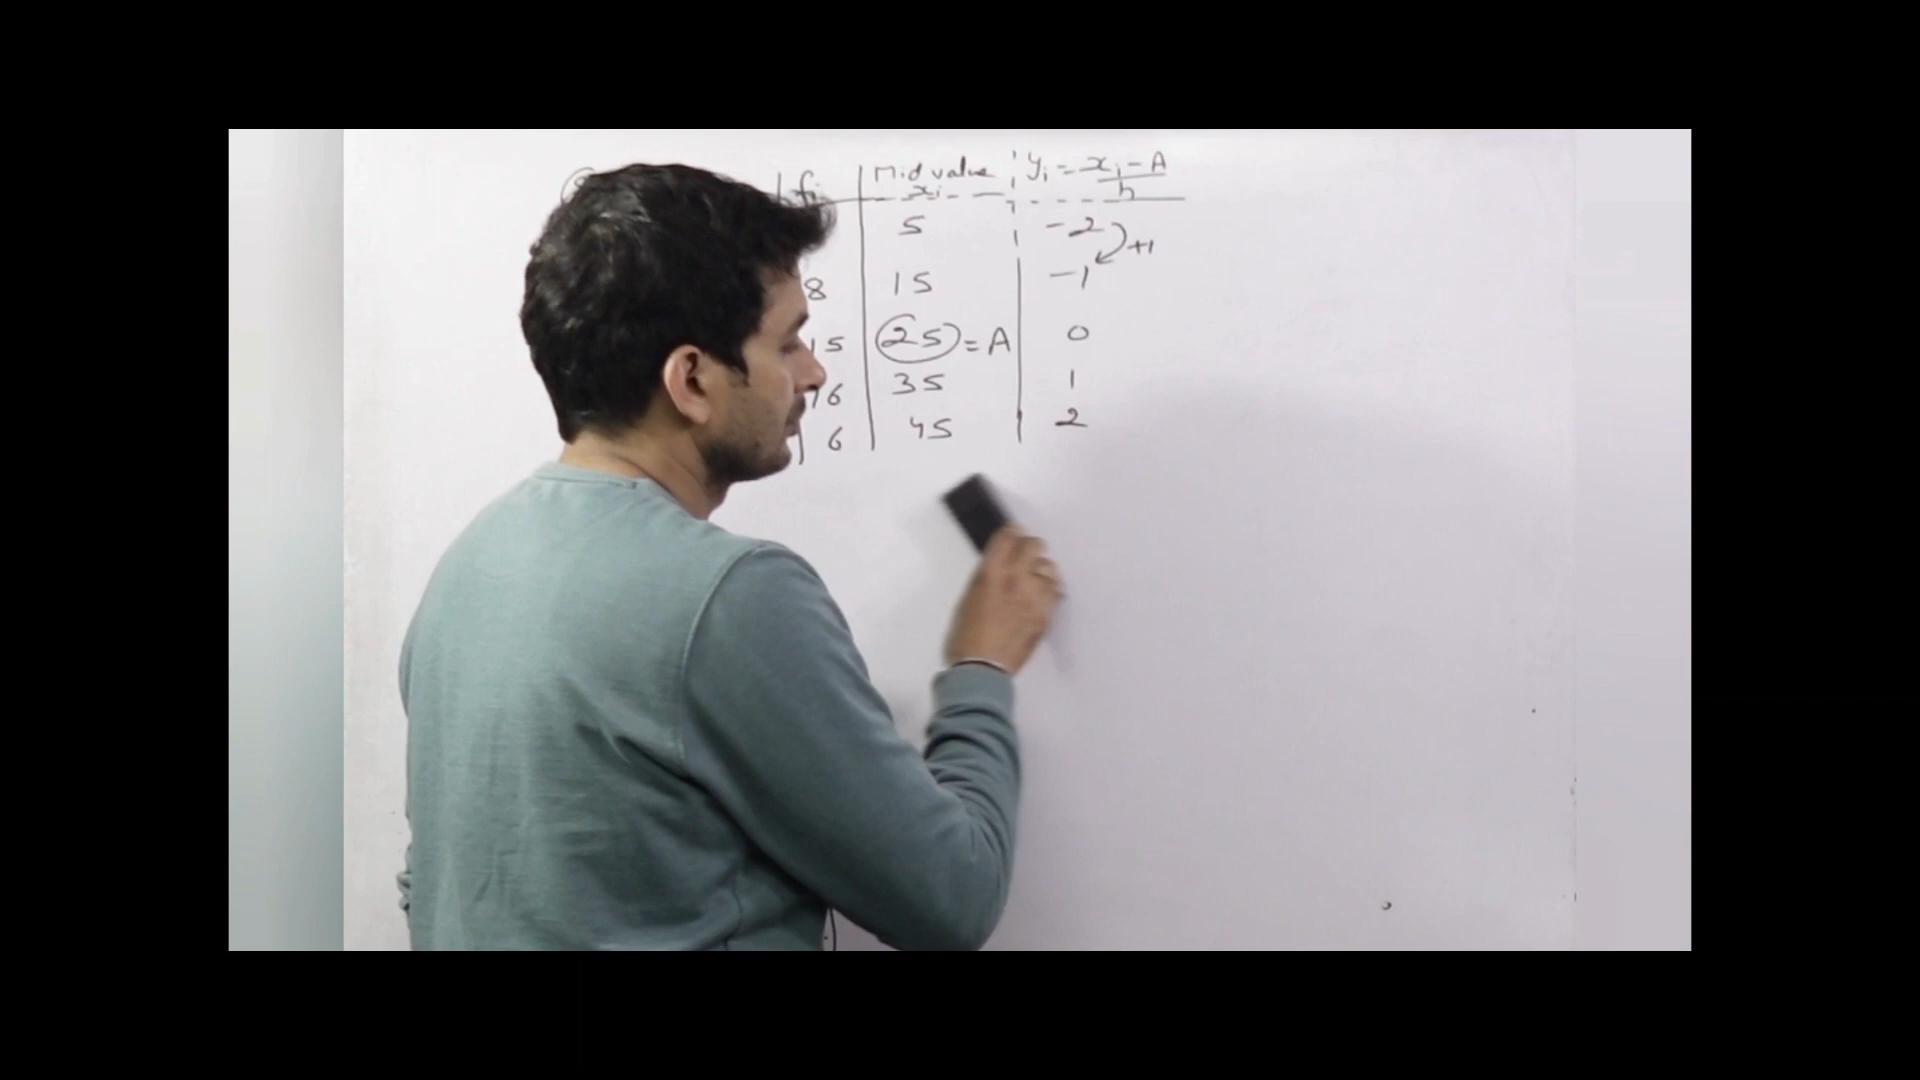 fi | Mid value xi | yi = xi - A / h
5 | -2 +1
8 | 15 | -1
15 | 25 = A | 0
16 | 35 | 1
6 | 45 | 2